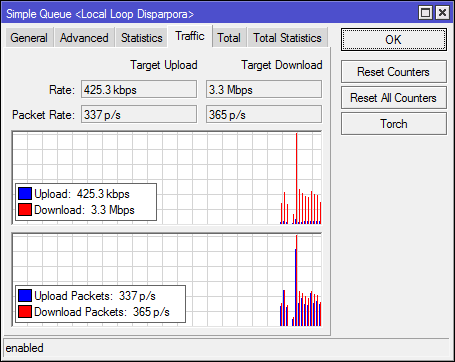 Simple Queue <Local Loop Disparpora>
General Advanced Statistics Traffic Total Total Statistics
Target Upload Target Download
Rate: 425.3 kbps 3.3 Mbps
Packet Rate: 337 p/s 365 p/s
Upload: 425.3 kbps
Download: 3.3 Mbps
Upload Packets: 337 p/s
Download Packets: 365 p/s
OK
Reset Counters
Reset All Counters
Torch
enabled